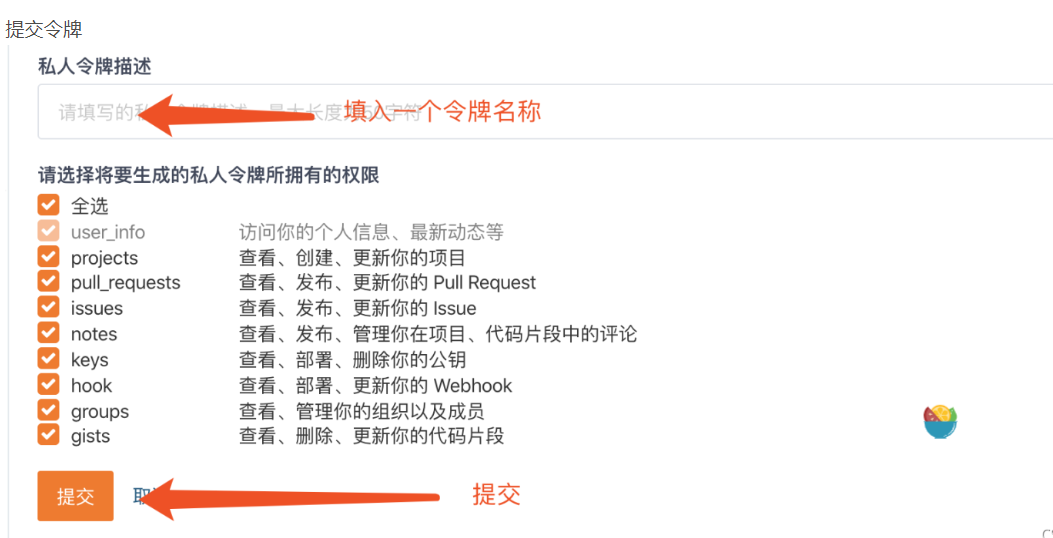 提交令牌
私人令牌描述
请填写的私 字符
填入一个令牌名称
请选择将要生成的私人令牌所拥有的权限
全选
user_info 访问你的个人信息、最新动态等
projects 查看、创建、更新你的项目
pull_requests 查看、发布、更新你的 Pull Request
issues 查看、发布、更新你的 Issue
notes 查看、发布、管理你在项目、代码片段中的评论
keys 查看、部署、删除你的公钥
hook 查看、部署、更新你的 Webhook
groups 查看、管理你的组织以及成员
gists 查看、删除、更新你的代码片段
提交 取
提交